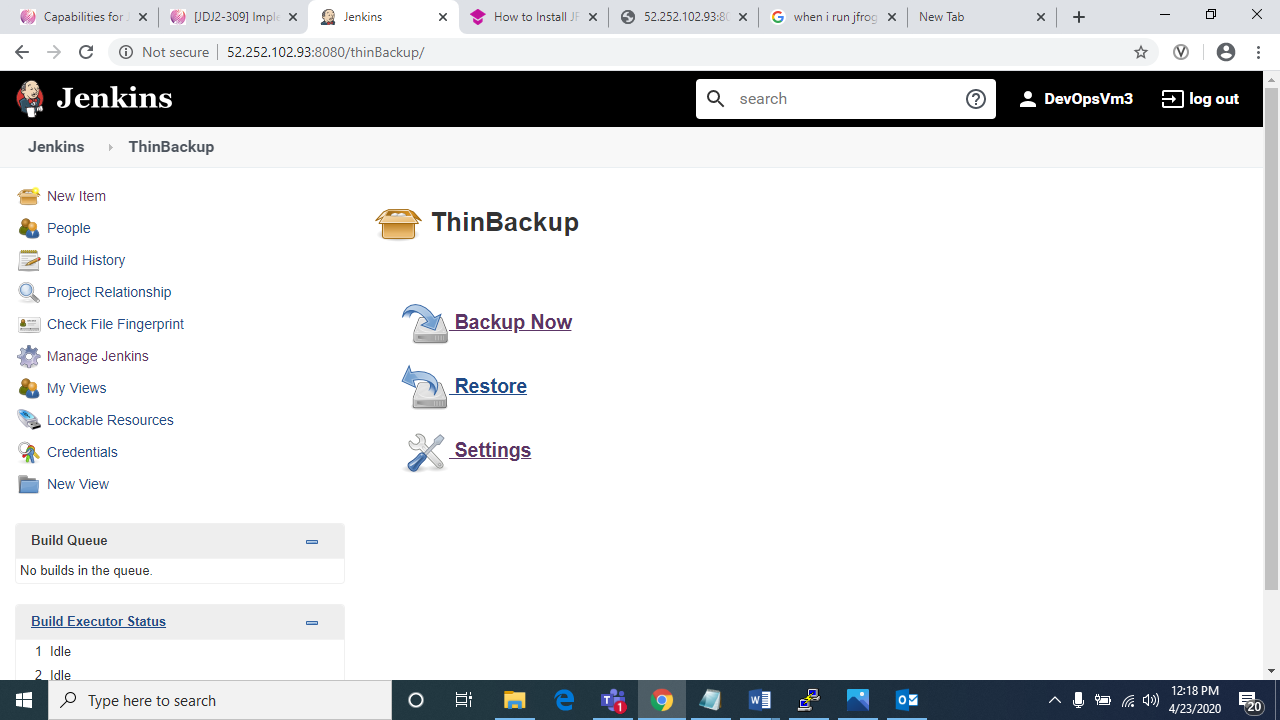 Capabilities for J
[JDJ2-309] Imple
Jenkins
How to Install JF
52.252.102.93:80
when i run jfrog
New Tab
Not secure
52.252.102.93:8080/thinBackup/
Jenkins
search
DevOpsVm3
log out
Jenkins
ThinBackup
New Item
People
Build History
Project Relationship
Check File Fingerprint
Manage Jenkins
My Views
Lockable Resources
Credentials
New View
ThinBackup
Backup Now
Restore
Settings
Build Queue
No builds in the queue.
Build Executor Status
1 Idle
2 Idle
Type here to search
1
12:18 PM
4/23/2020
20